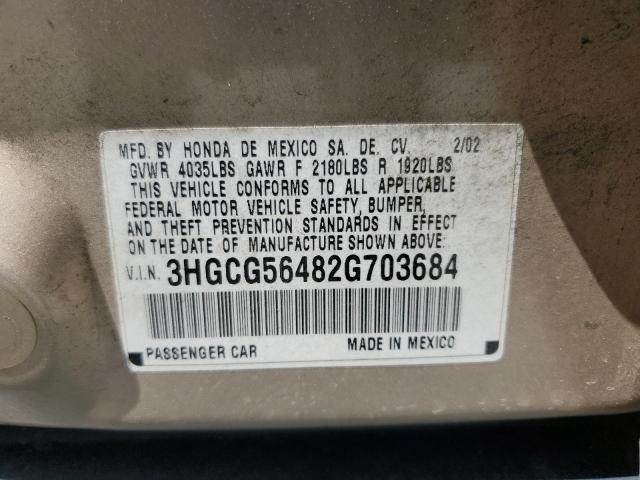 MFD. BY HONDA DE MEXICO SA. DE. CV. 2/02
GVWR 4035LBS GAWR F 2180LBS R 1920LBS
THIS VEHICLE CONFORMS TO ALL APPLICABLE
FEDERAL MOTOR VEHICLE SAFETY, BUMPER,
AND THEFT PREVENTION STANDARDS IN EFFECT
ON THE DATE OF MANUFACTURE SHOWN ABOVE:
V.I.N. 3HGCG56482G703684
PASSENGER CAR MADE IN MEXICO